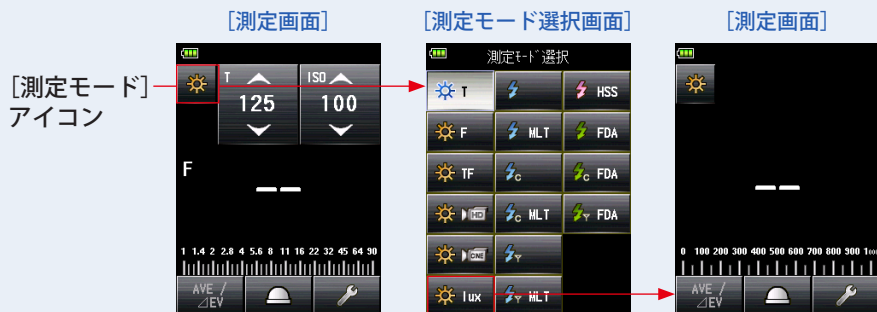 [測定画面]
[測定モード選択画面]
[測定画面]
[測定モード]
アイコン
T
ISO
125
100
F
1 1.4 2 2.8 4 5.6 8 11 16 22 32 45 64 90
AVE /
⊿EV
測定ﾓｰﾄﾞ選択
T
HSS
F
MLT
FDA
TF
C
C FDA
HD
C MLT
Y FDA
CINE
Y
lux
Y MLT
0 100 200 300 400 500 600 700 800 900 1000
AVE /
⊿EV